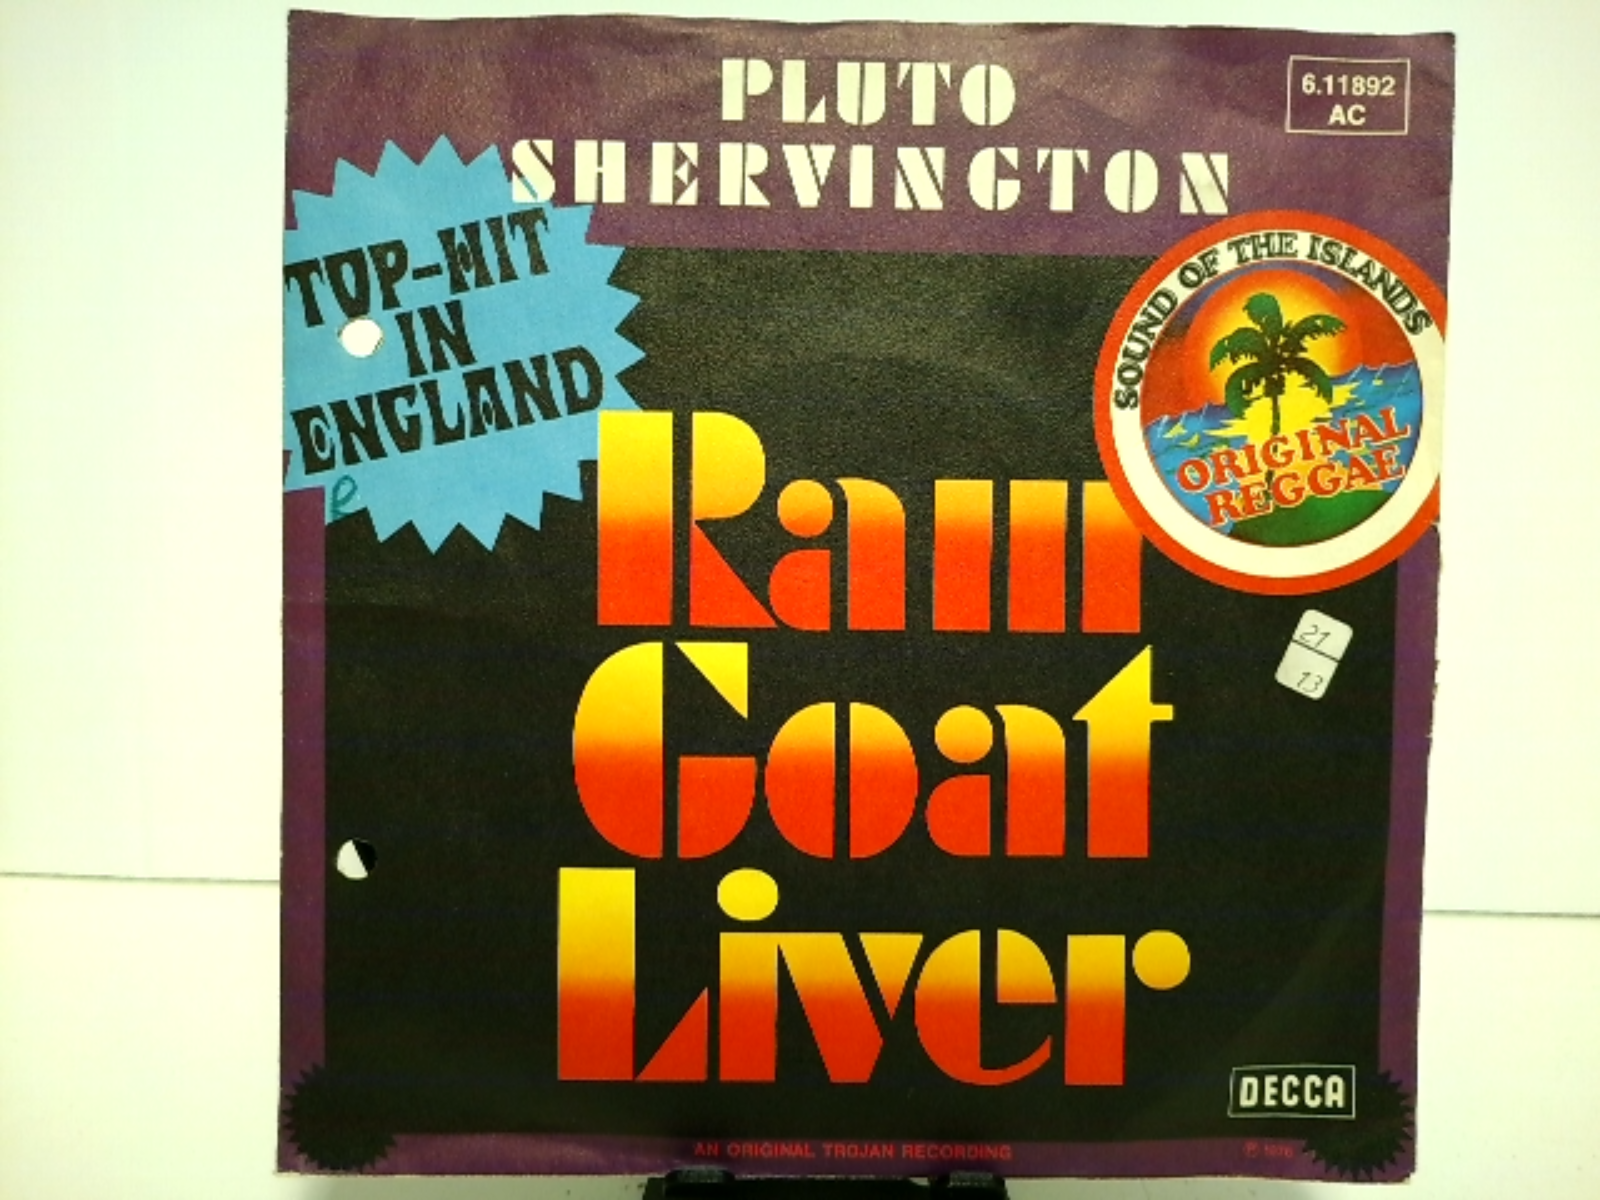 PLUTO
SHERVINGTON
6.11892
AC
TOP-HIT
IN
ENGLAND
R
SOUND OF THE ISLANDS
ORIGINAL
REGGAE
Ram
Goat
Liver
21
13
DECCA
AN ORIGINAL TROJAN RECORDING
℗ 1976